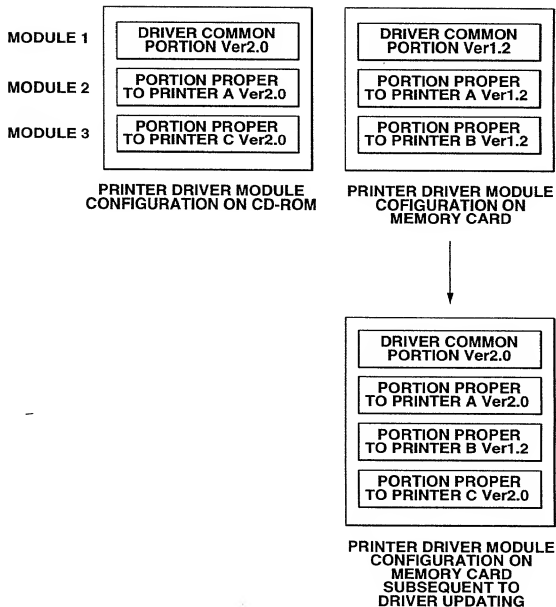 MODULE 1
MODULE 2
MODULE 3
DRIVER COMMON
PORTION Ver2.0
PORTION PROPER
TO PRINTER A Ver2.0
PORTION PROPER
TO PRINTER C Ver2.0
PRINTER DRIVER MODULE
CONFIGURATION ON CD-ROM
DRIVER COMMON
PORTION Ver1.2
PORTION PROPER
TO PRINTER A Ver1.2
PORTION PROPER
TO PRINTER B Ver1.2
PRINTER DRIVER MODULE
COFIGURATION ON
MEMORY CARD
DRIVER COMMON
PORTION Ver2.0
PORTION PROPER
TO PRINTER A Ver2.0
PORTION PROPER
TO PRINTER B Ver1.2
PORTION PROPER
TO PRINTER C Ver2.0
PRINTER DRIVER MODULE
CONFIGURATION ON
MEMORY CARD
SUBSEQUENT TO
DRIVER UPDATING